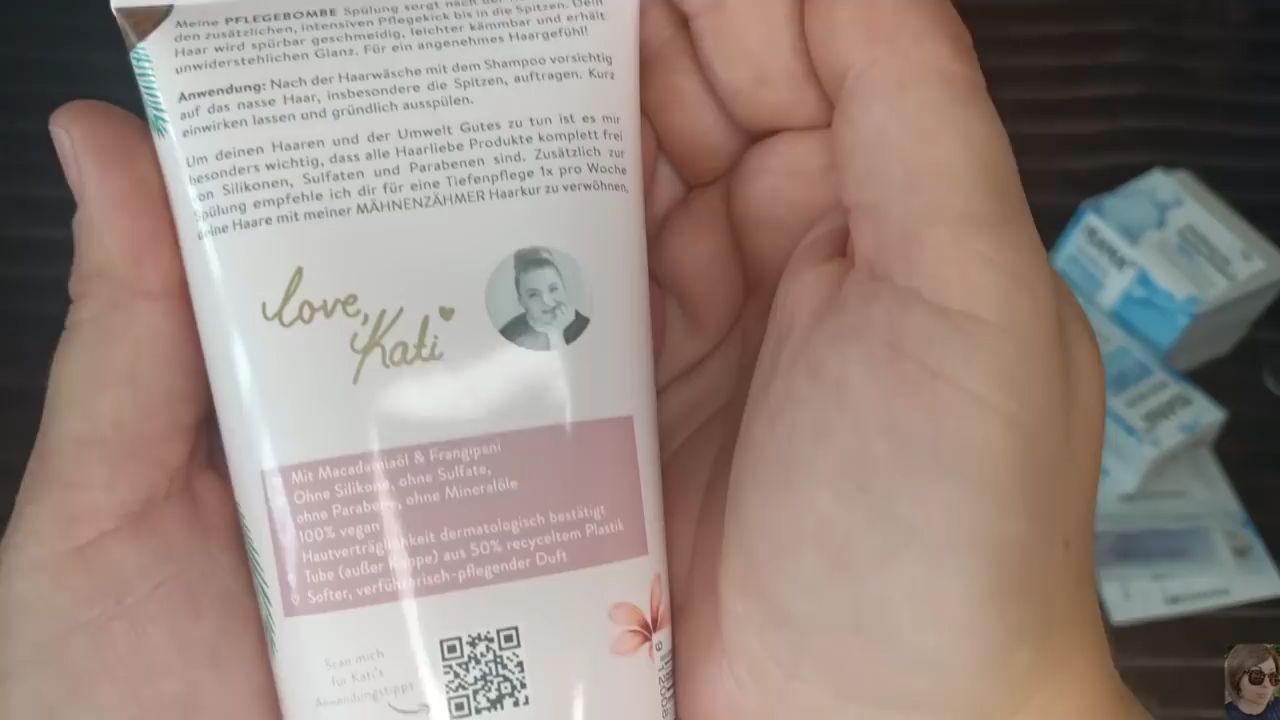 Meine PFLEGEBOMBE Spülung sorgt nach der
den zusätzlichen, intensiven Pflegekick bis in die Spitzen. Dein
Haar wird spürbar geschmeidig, leichter kämmbar und erhält
unwiderstehlichen Glanz. Für ein angenehmes Haargefühl!
Anwendung: Nach der Haarwäsche mit dem Shampoo vorsichtig
auf das nasse Haar, insbesondere die Spitzen, auftragen. Kurz
einwirken lassen und gründlich ausspülen.
Um deinen Haaren und der Umwelt Gutes zu tun ist es mir
besonders wichtig, dass alle Haarliebe Produkte komplett frei
von Silikonen, Sulfaten und Parabenen sind. Zusätzlich zur
Spülung empfehle ich dir für eine Tiefenpflege 1x pro Woche
deine Haare mit meiner MÄHNENZÄHMER Haarkur zu verwöhnen.
love,
Kati
Mit Macadamiaöl & Frangipani
Ohne Silikone, ohne Sulfate,
ohne Parabene, ohne Mineralöle
100% vegan
Hautverträglichkeit dermatologisch bestätigt
Tube (außer Kappe) aus 50% recyceltem Plastik
Softer, verführerisch-pflegender Duft
Scan mich
für Kati's
Anwendungstipps